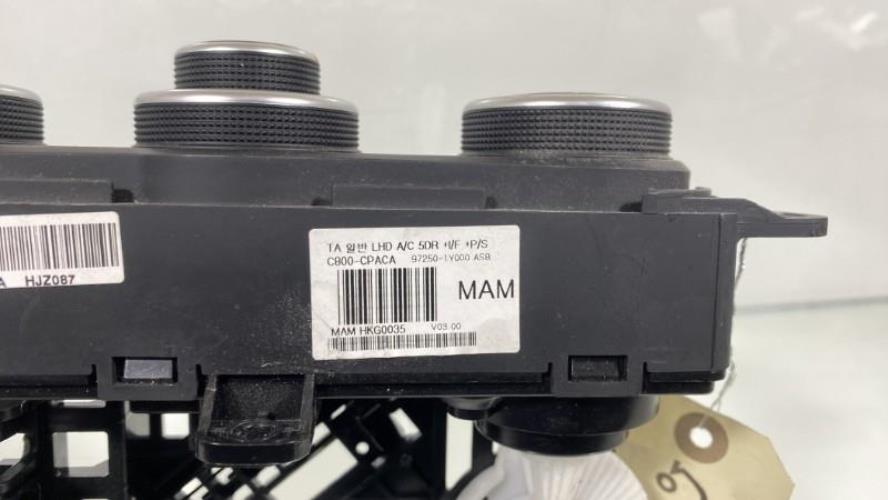 TA 일반 LHD A/C 5DR +I/F +P/S
C800-CPACA 97250-1Y000 ASB
MAM
MAM HKG0035 V03.00
A HJZ087